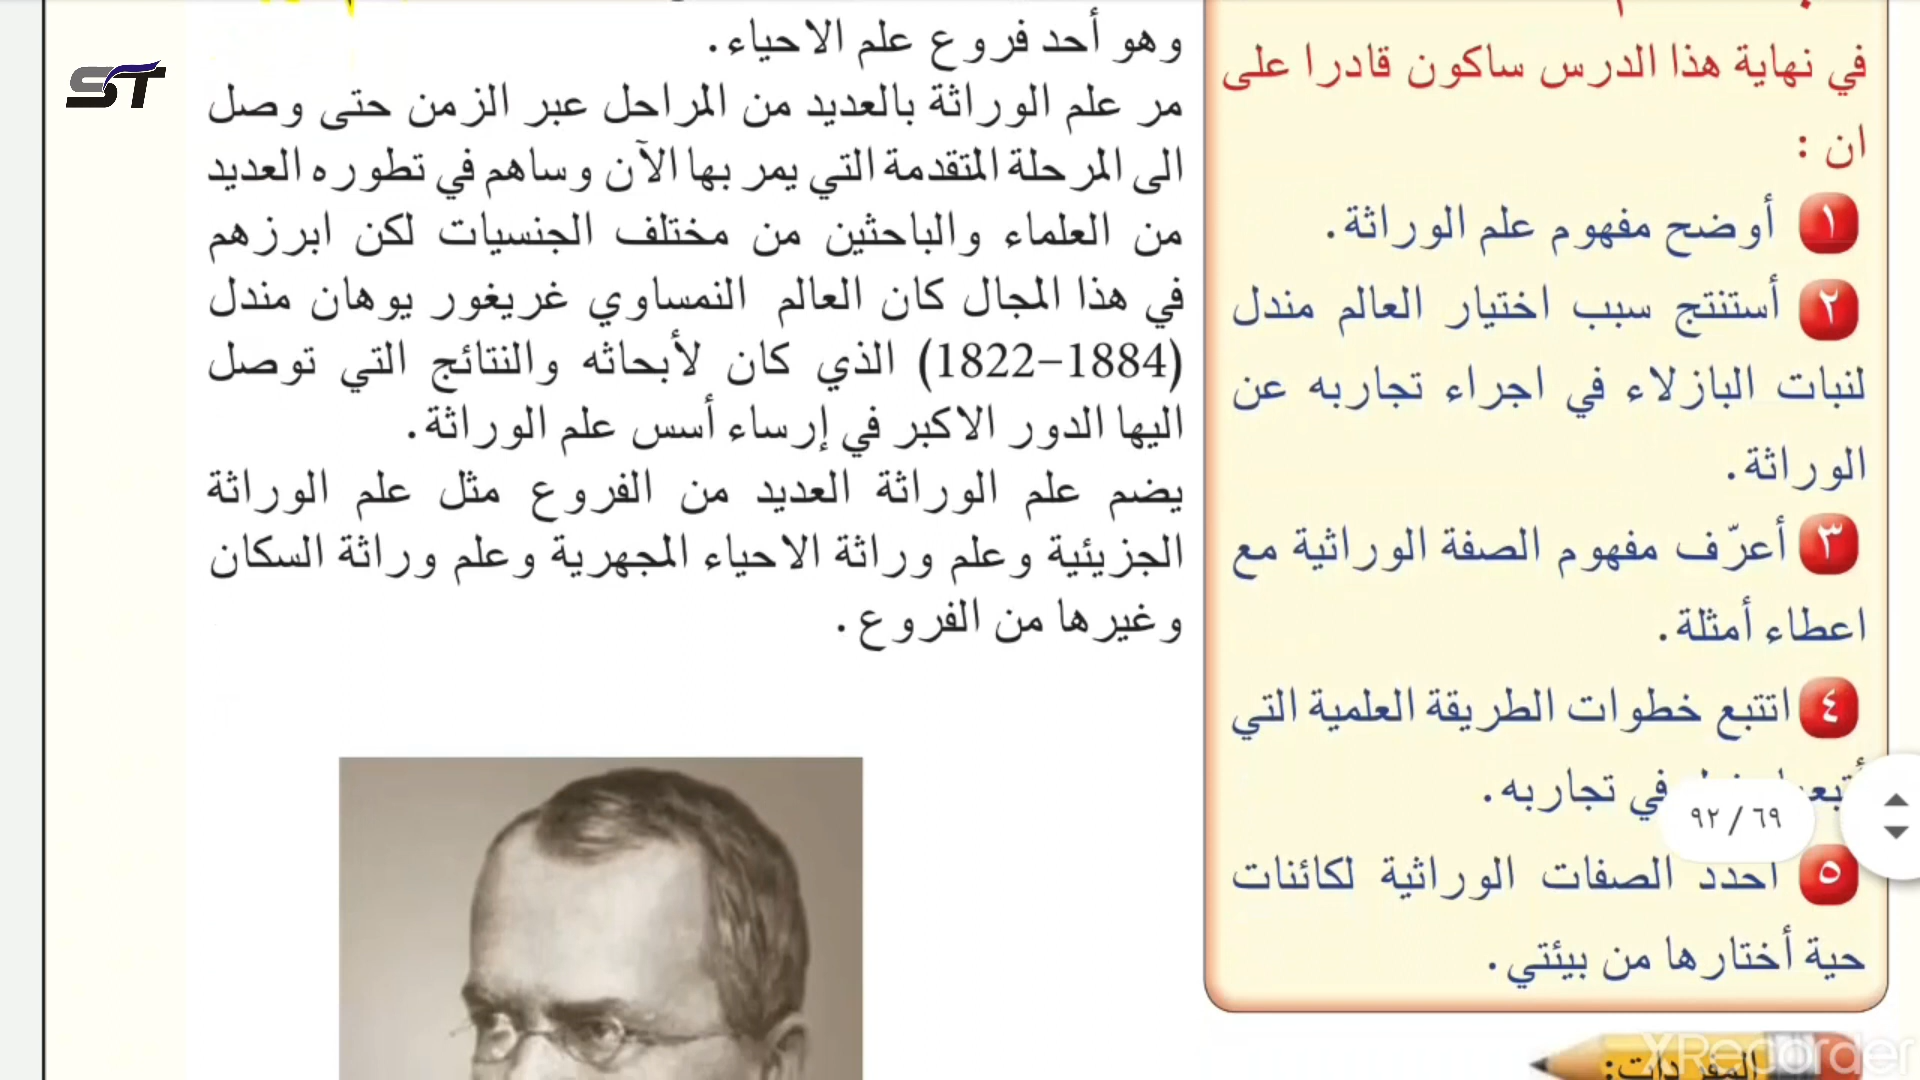 ST
في نهاية هذا الدرس ساكون قادرا على
ان :
١ أوضح مفهوم علم الوراثة.
٢ أستنتج سبب اختيار العالم مندل
لنبات البازلاء في اجراء تجاربه عن
الوراثة.
٣ أعرّف مفهوم الصفة الوراثية مع
اعطاء أمثلة.
٤ اتتبع خطوات الطريقة العلمية التي
في تجاربه.
٥ احدد الصفات الوراثية لكائنات
حية أختارها من بيئتي.
المفردات:
وهو أحد فروع علم الاحياء.
مر علم الوراثة بالعديد من المراحل عبر الزمن حتى وصل
الى المرحلة المتقدمة التي يمر بها الآن وساهم في تطوره العديد
من العلماء والباحثين من مختلف الجنسيات لكن ابرزهم
في هذا المجال كان العالم النمساوي غريغور يوهان مندل
(1822-1884) الذي كان لأبحاثه والنتائج التي توصل
اليها الدور الاكبر في إرساء أسس علم الوراثة.
يضم علم الوراثة العديد من الفروع مثل علم الوراثة
الجزيئية وعلم وراثة الاحياء المجهرية وعلم وراثة السكان
وغيرها من الفروع.
٦٩ / ٩٢
XRecorder